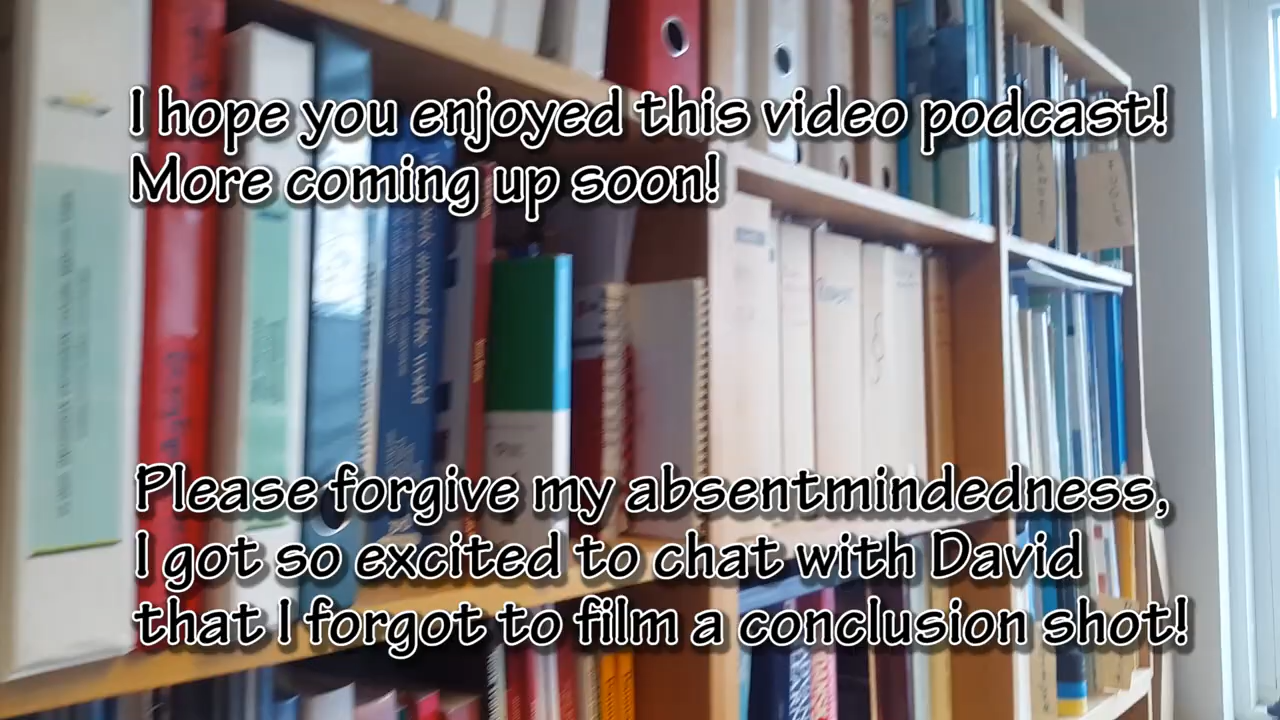 I hope you enjoyed this video podcast!
More coming up soon!
Please forgive my absentmindedness,
I got so excited to chat with David
that I forgot to film a conclusion shot!